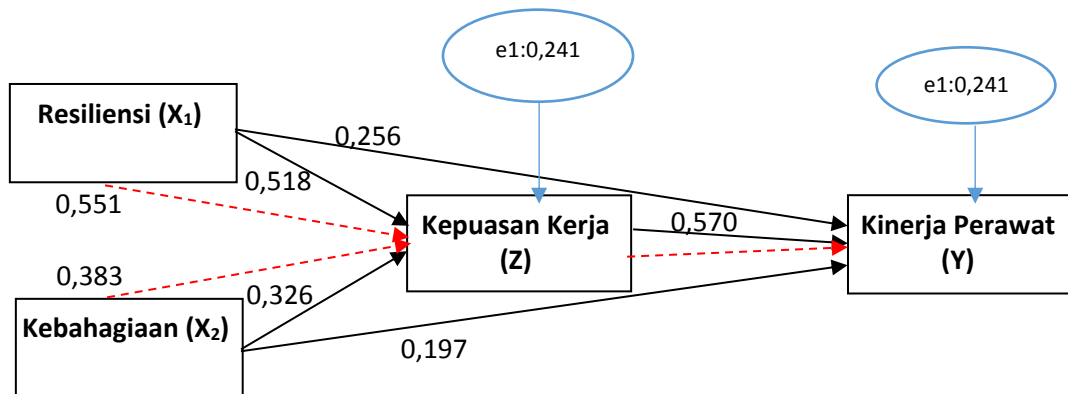 e1:0,241
e1:0,241
Resiliensi (X₁)
0,256
0,518
0,551
Kepuasan Kerja
(Z)
0,570
Kinerja Perawat
(Y)
0,383
0,326
Kebahagiaan (X₂)
0,197